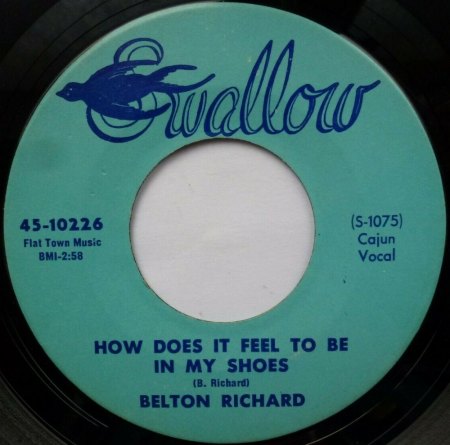 Swallow
45-10226
Flat Town Music
BMI-2:58
(S-1075)
Cajun
Vocal
HOW DOES IT FEEL TO BE
IN MY SHOES
(B. Richard)
BELTON RICHARD